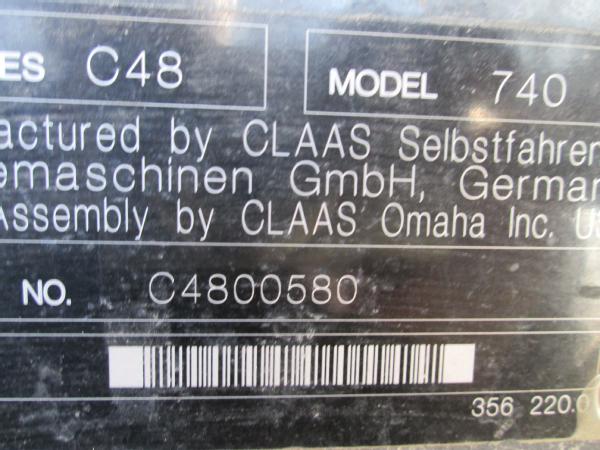 ES C48 MODEL 740
actured by CLAAS Selbstfahren
emaschinen GmbH, German
Assembly by CLAAS Omaha Inc. U
NO. C4800580
356 220.0